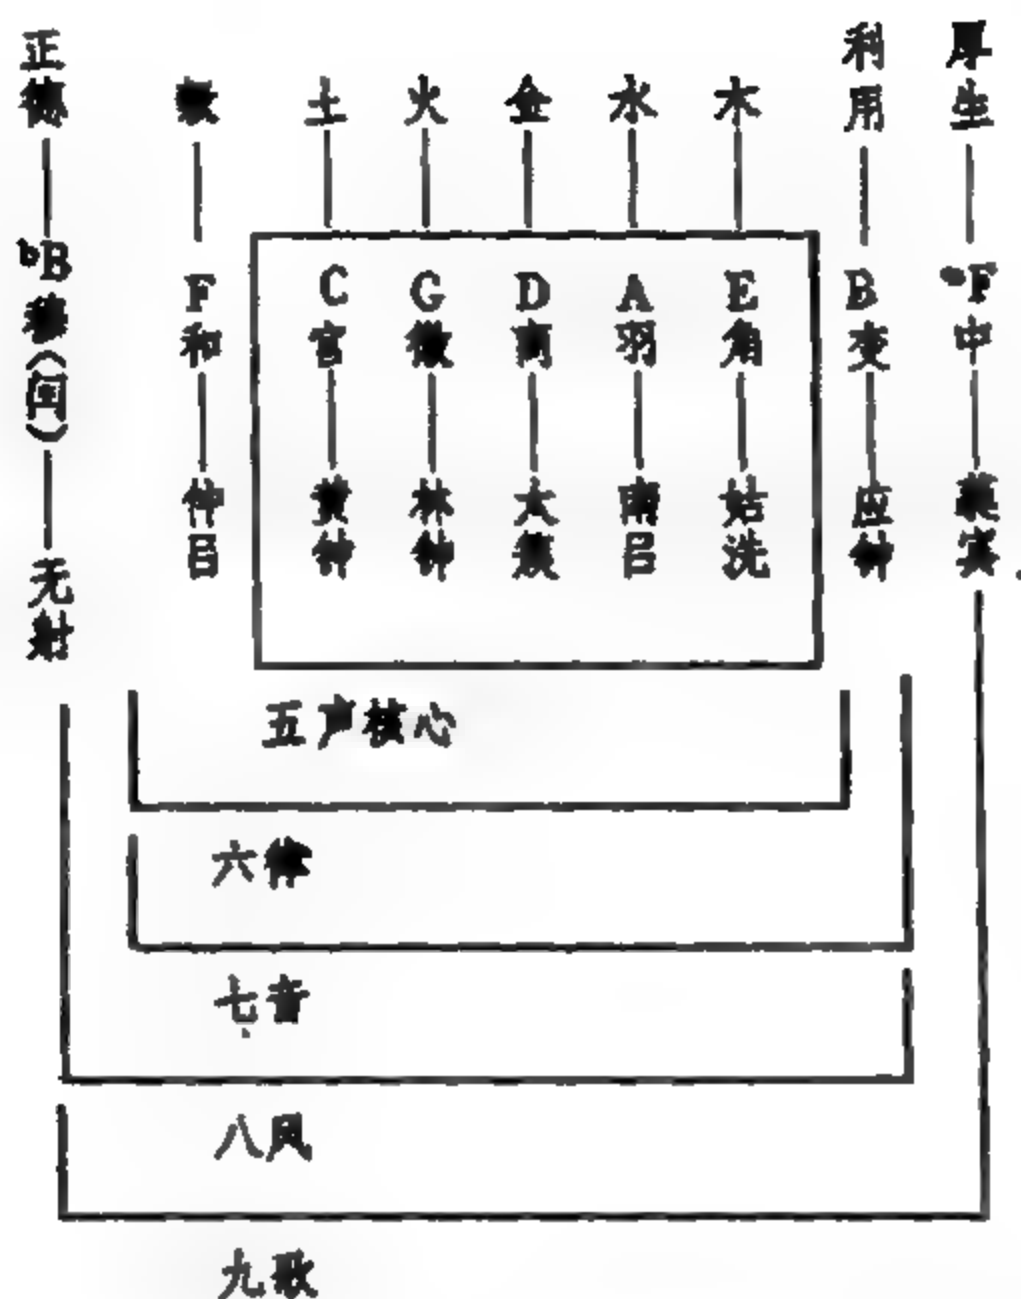 正德 土 火 金 水 木 利用 厚生
♭B F C G D A E B F
(闰) 和 宫 徵 商 羽 角 变 中
无射 仲吕 黄钟 林钟 太簇 南吕 姑洗 应钟 蕤宾
五声核心
六律
七音
八风
九歌